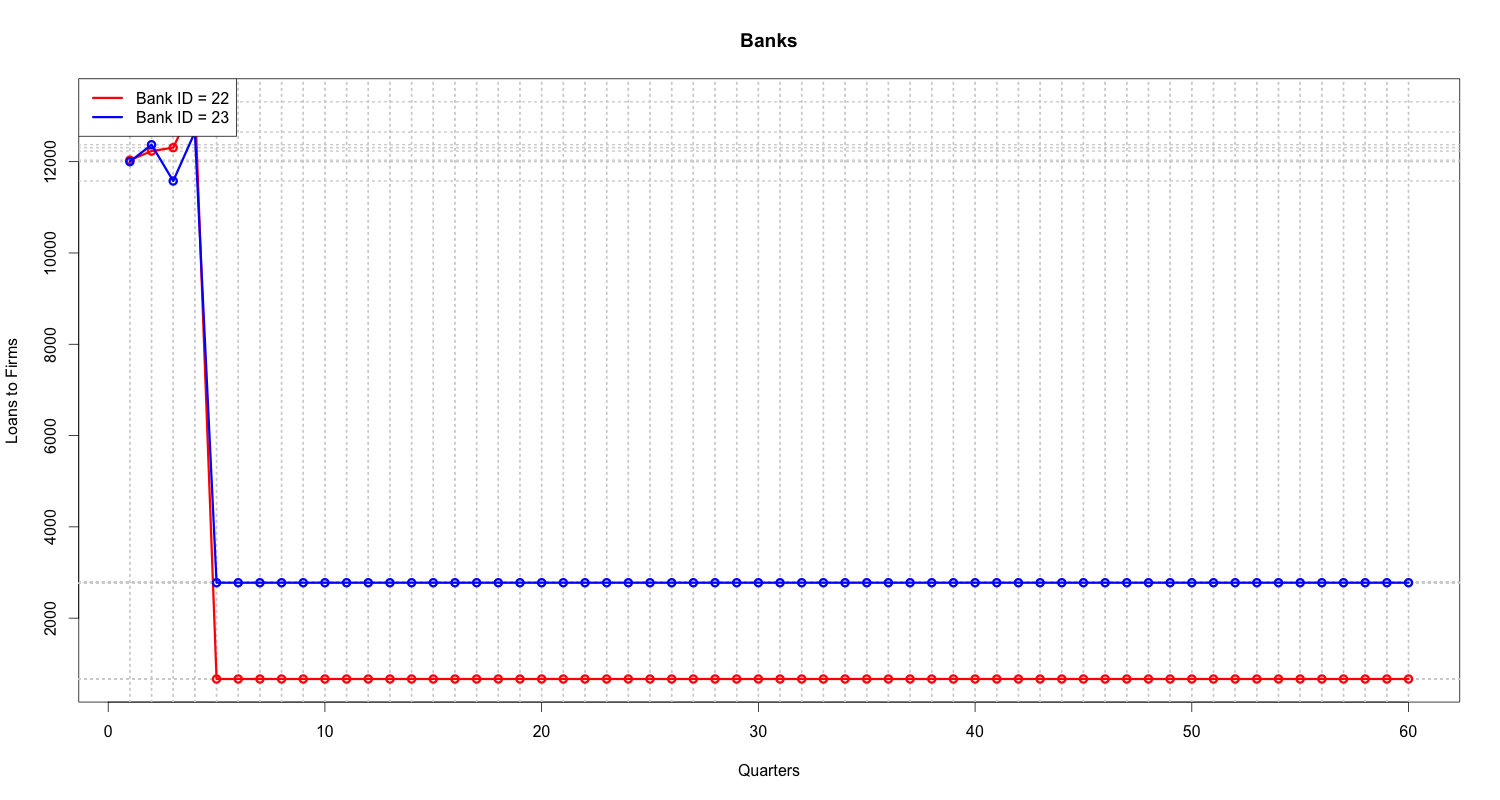 Banks
Bank ID = 22
Bank ID = 23
12000
10000
8000
6000
4000
2000
Loans to Firms
0 10 20 30 40 50 60
Quarters